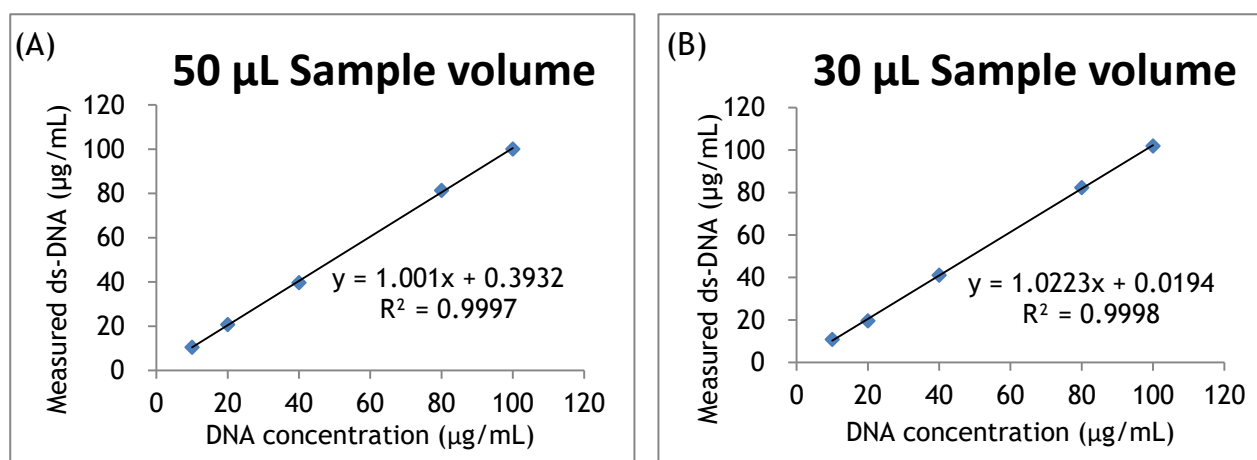 (A)
50 µL Sample volume
Measured ds-DNA (µg/mL)
120
100
80
60
40
20
0
y = 1.001x + 0.3932
R² = 0.9997
0 20 40 60 80 100 120
DNA concentration (µg/mL)
(B)
30 µL Sample volume
Measured ds-DNA (µg/mL)
120
100
80
60
40
20
0
y = 1.0223x + 0.0194
R² = 0.9998
0 20 40 60 80 100 120
DNA concentration (µg/mL)